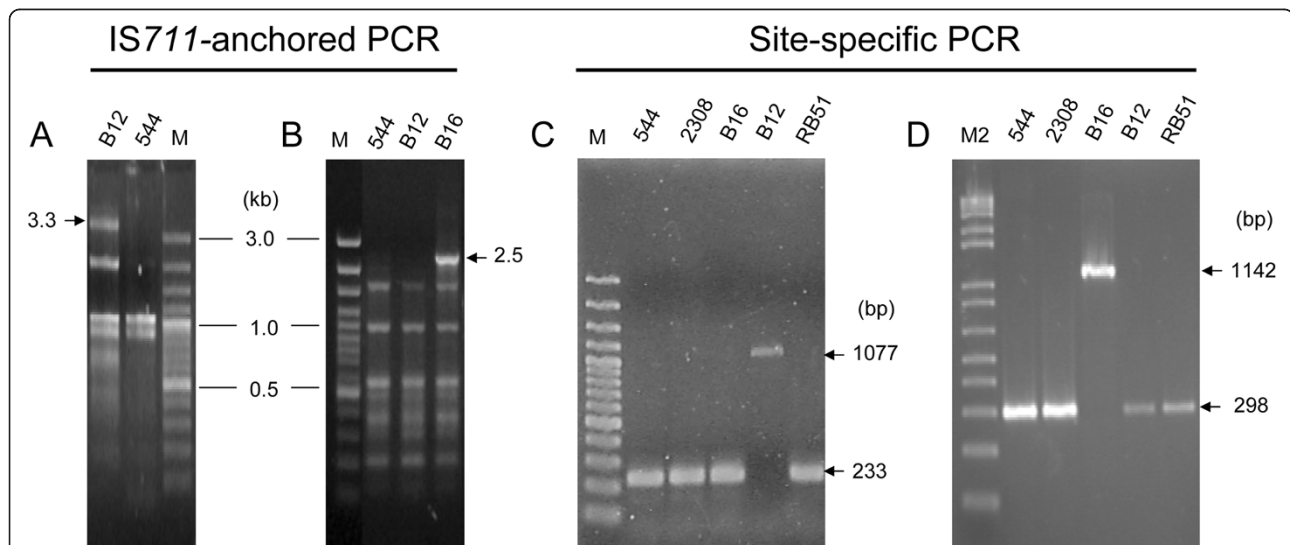 IS711-anchored PCR
Site-specific PCR
A
B12
544
M
3.3
(kb)
3.0
1.0
0.5
B
M
544
B12
B16
2.5
C
M
544
2308
B16
B12
RB51
(bp)
1077
233
D
M2
544
2308
B16
B12
RB51
(bp)
1142
298